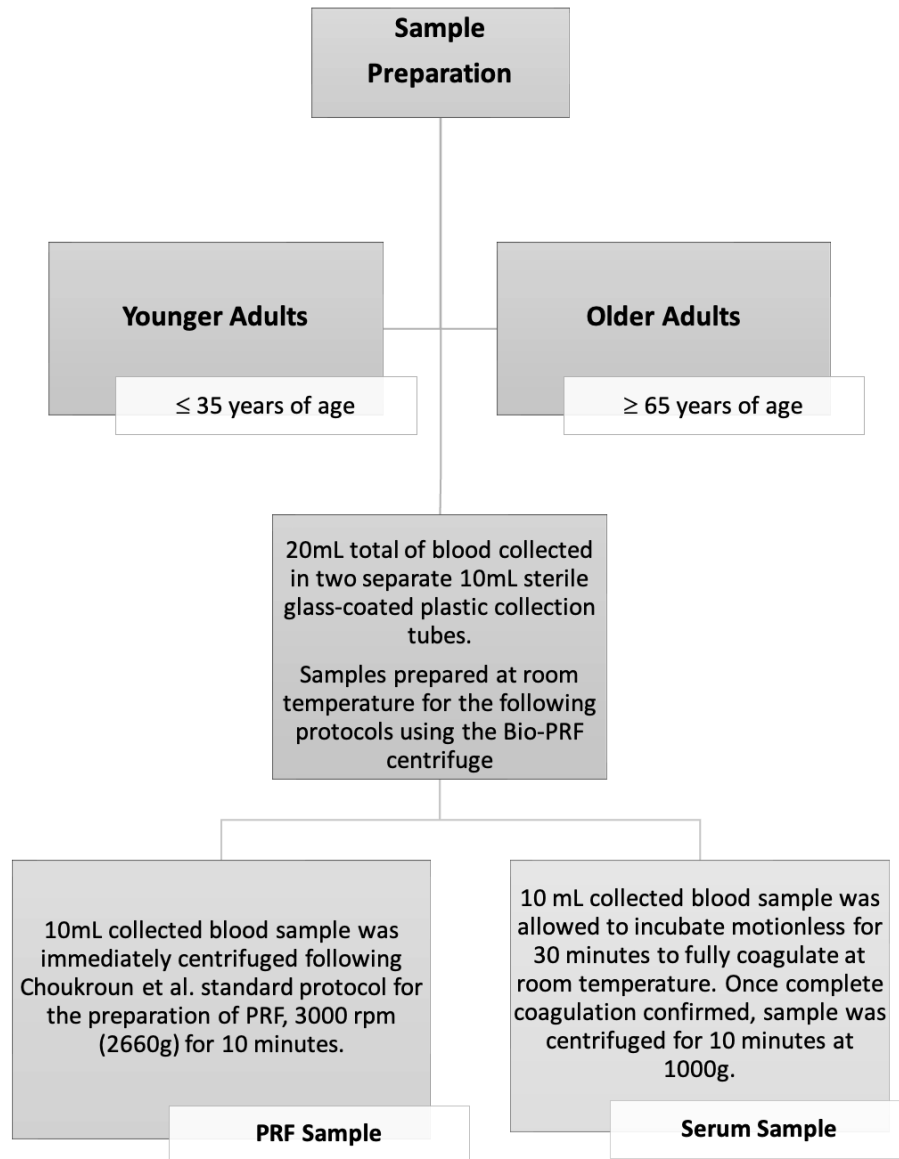 Sample
Preparation
Younger Adults
≤ 35 years of age
Older Adults
≥ 65 years of age
20mL total of blood collected
in two separate 10mL sterile
glass-coated plastic collection
tubes.
Samples prepared at room
temperature for the following
protocols using the Bio-PRF
centrifuge
10mL collected blood sample was
immediately centrifuged following
Choukroun et al. standard protocol for
the preparation of PRF, 3000 rpm
(2660g) for 10 minutes.
PRF Sample
10 mL collected blood sample was
allowed to incubate motionless for
30 minutes to fully coagulate at
room temperature. Once complete
coagulation confirmed, sample was
centrifuged for 10 minutes at
1000g.
Serum Sample